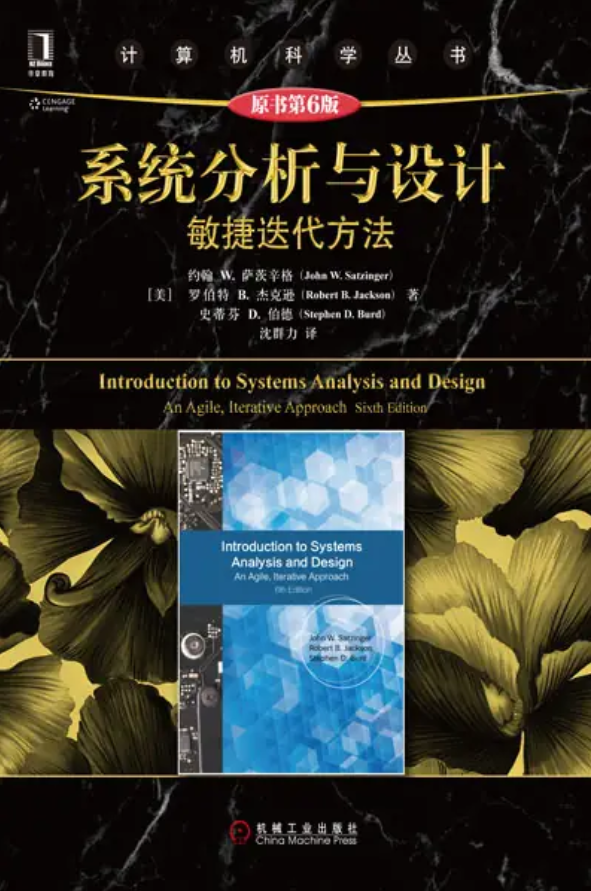 计算机科学丛书
华章教育
CENGAGE
Learning
原书第6版
系统分析与设计
敏捷迭代方法
约翰 W. 萨茨辛格 (John W. Satzinger)
[美] 罗伯特 B. 杰克逊 (Robert B. Jackson) 著
史蒂芬 D. 伯德 (Stephen D. Burd)
沈群力 译
Introduction to Systems Analysis and Design
An Agile, Iterative Approach Sixth Edition
Introduction to Systems
Analysis and Design
An Agile, Iterative Approach
6th Edition
John W. Satzinger
Robert B. Jackson
Stephen D. Burd
机械工业出版社
China Machine Press